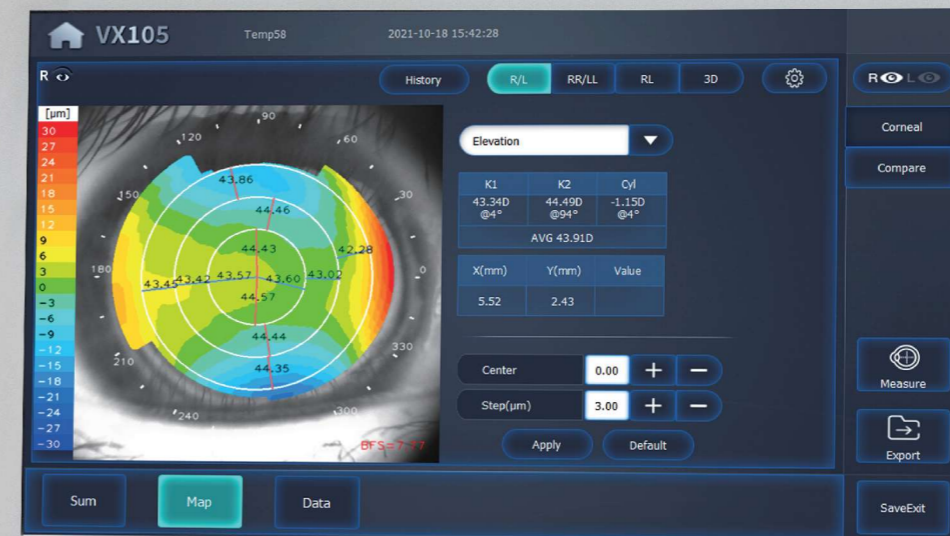 VX105 Temp58 2021-10-18 15:42:28
R History R/L RR/LL RL 3D R L
[µm]
30
27
24
21
18
15
12
9
6
3
0
-3
-6
-9
-12
-15
-18
-21
-24
-27
-30
90
120 60
150 30
180 0
210 330
240 300
43.86
44.46
44.43 42.28
43.45 43.42 43.57 43.60 43.02
44.57
44.44
44.35
BFS=7.77
Elevation
K1 K2 Cyl
43.34D 44.49D -1.15D
@4° @94° @4°
AVG 43.91D
X(mm) Y(mm) Value
5.52 2.43
Center 0.00 + −
Step(µm) 3.00 + −
Apply Default
Corneal
Compare
Measure
Export
SaveExit
Sum Map Data